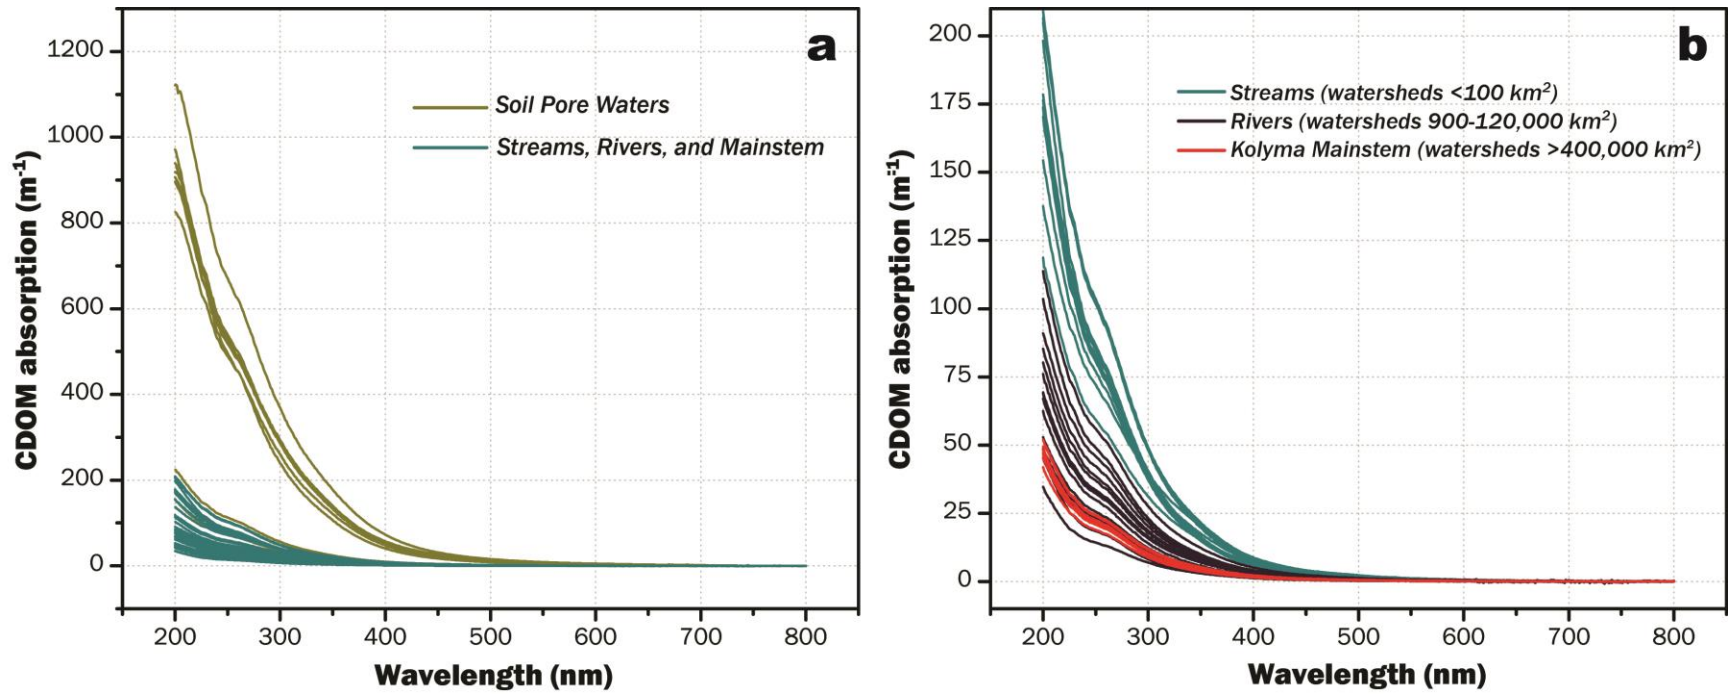 a
1200
1000
800
600
400
200
0
CDOM absorption (m⁻¹)
Soil Pore Waters
Streams, Rivers, and Mainstem
200 300 400 500 600 700 800
Wavelength (nm)
b
200
175
150
125
100
75
50
25
0
CDOM absorption (m⁻¹)
Streams (watersheds <100 km²)
Rivers (watersheds 900-120,000 km²)
Kolyma Mainstem (watersheds >400,000 km²)
200 300 400 500 600 700 800
Wavelength (nm)